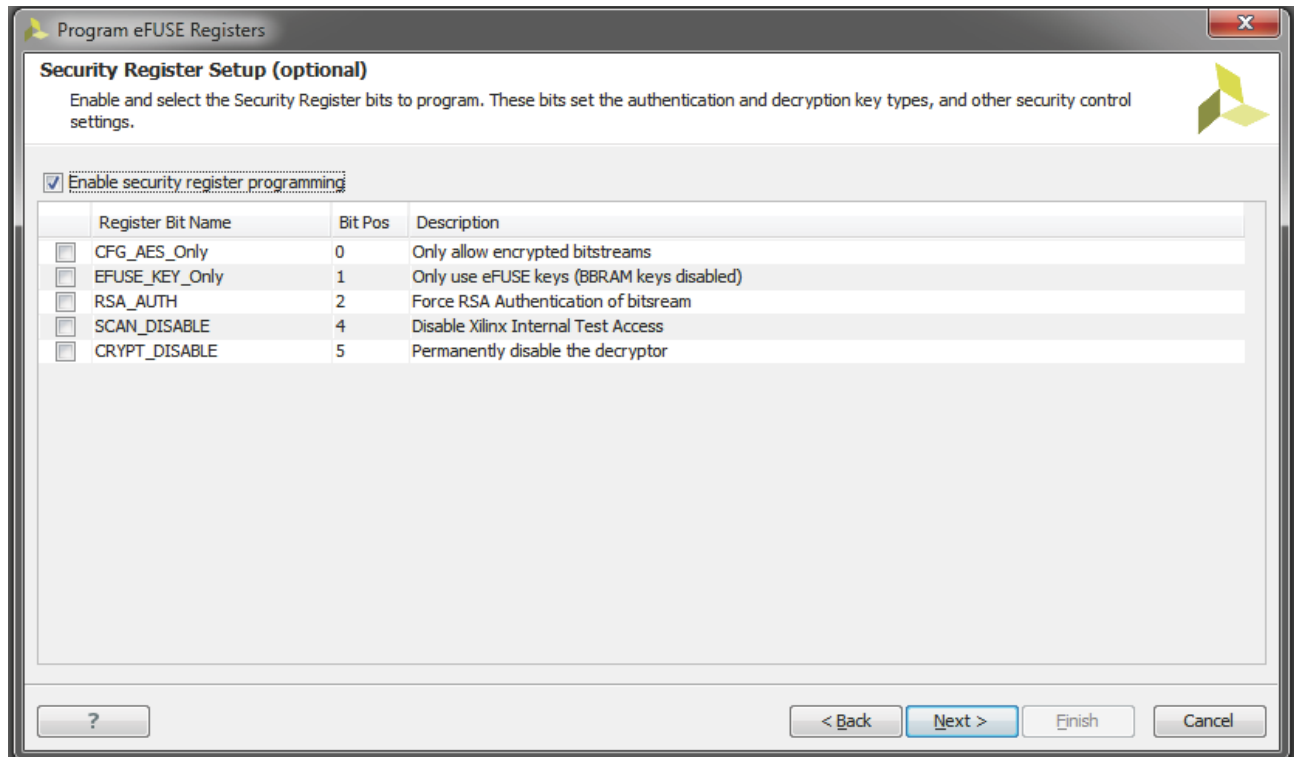 Program eFUSE Registers
Security Register Setup (optional)
Enable and select the Security Register bits to program. These bits set the authentication and decryption key types, and other security control
settings.
Enable security register programming
Register Bit Name Bit Pos Description
CFG_AES_Only 0 Only allow encrypted bitstreams
EFUSE_KEY_Only 1 Only use eFUSE keys (BBRAM keys disabled)
RSA_AUTH 2 Force RSA Authentication of bitsream
SCAN_DISABLE 4 Disable Xilinx Internal Test Access
CRYPT_DISABLE 5 Permanently disable the decryptor
? < Back Next > Finish Cancel